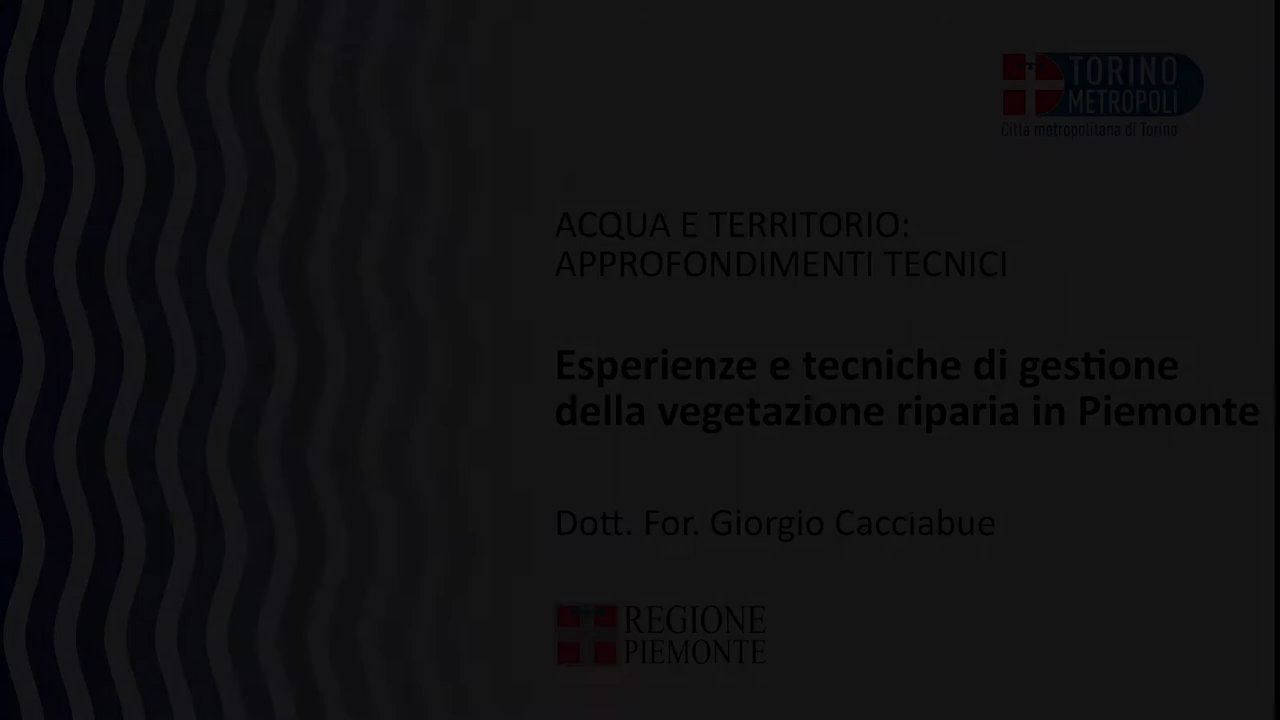 TORINO
METROPOLI
Città metropolitana di Torino
ACQUA E TERRITORIO:
APPROFONDIMENTI TECNICI
Esperienze e tecniche di gestione
della vegetazione riparia in Piemonte
Dott. For. Giorgio Cacciabue
REGIONE
PIEMONTE